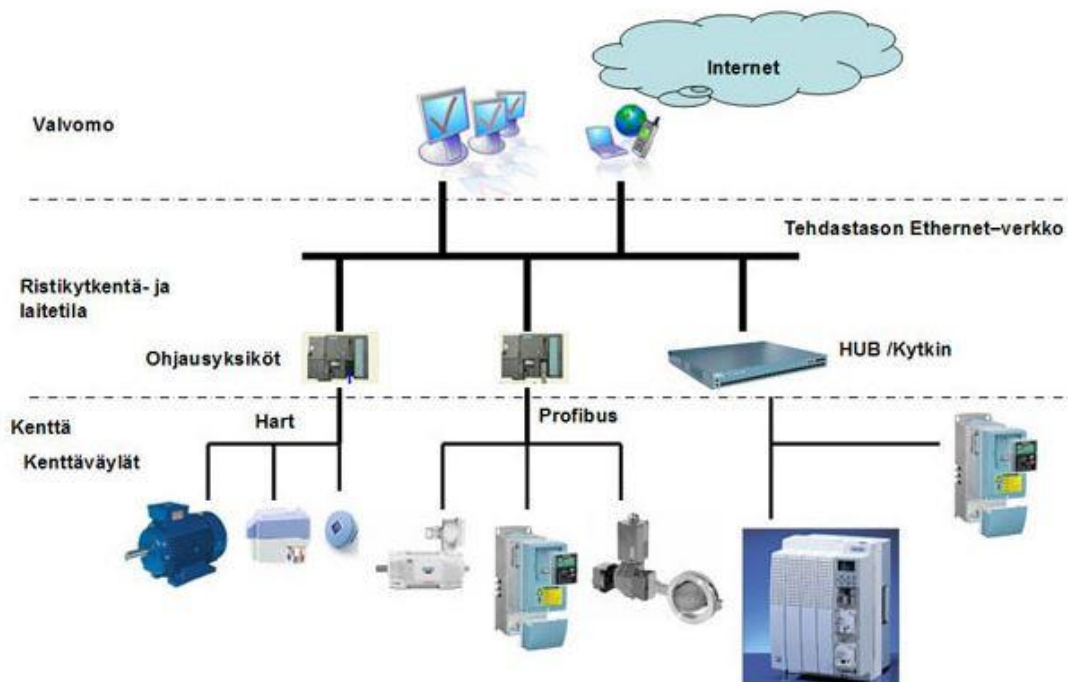 Internet
Valvomo
Tehdastason Ethernet–verkko
Ristikytkentä- ja
laitetila
Ohjausyksiköt
HUB /Kytkin
Kenttä
Hart
Profibus
Kenttäväylät